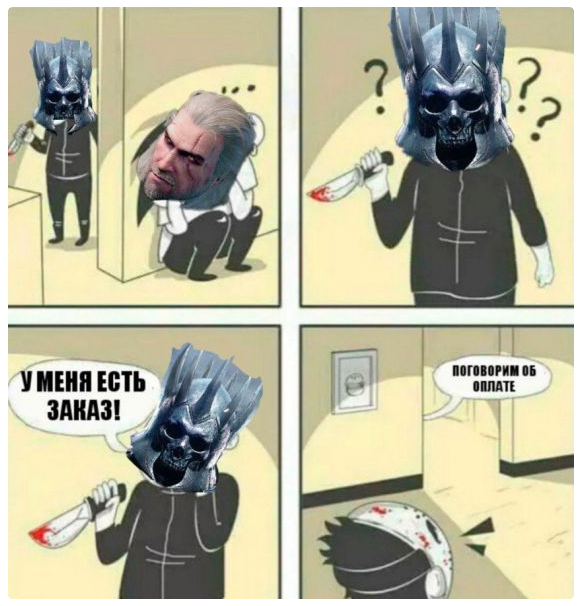 ...
? ? ?
У МЕНЯ ЕСТЬ
ЗАКАЗ!
ПОГОВОРИМ ОБ
ОПЛАТЕ